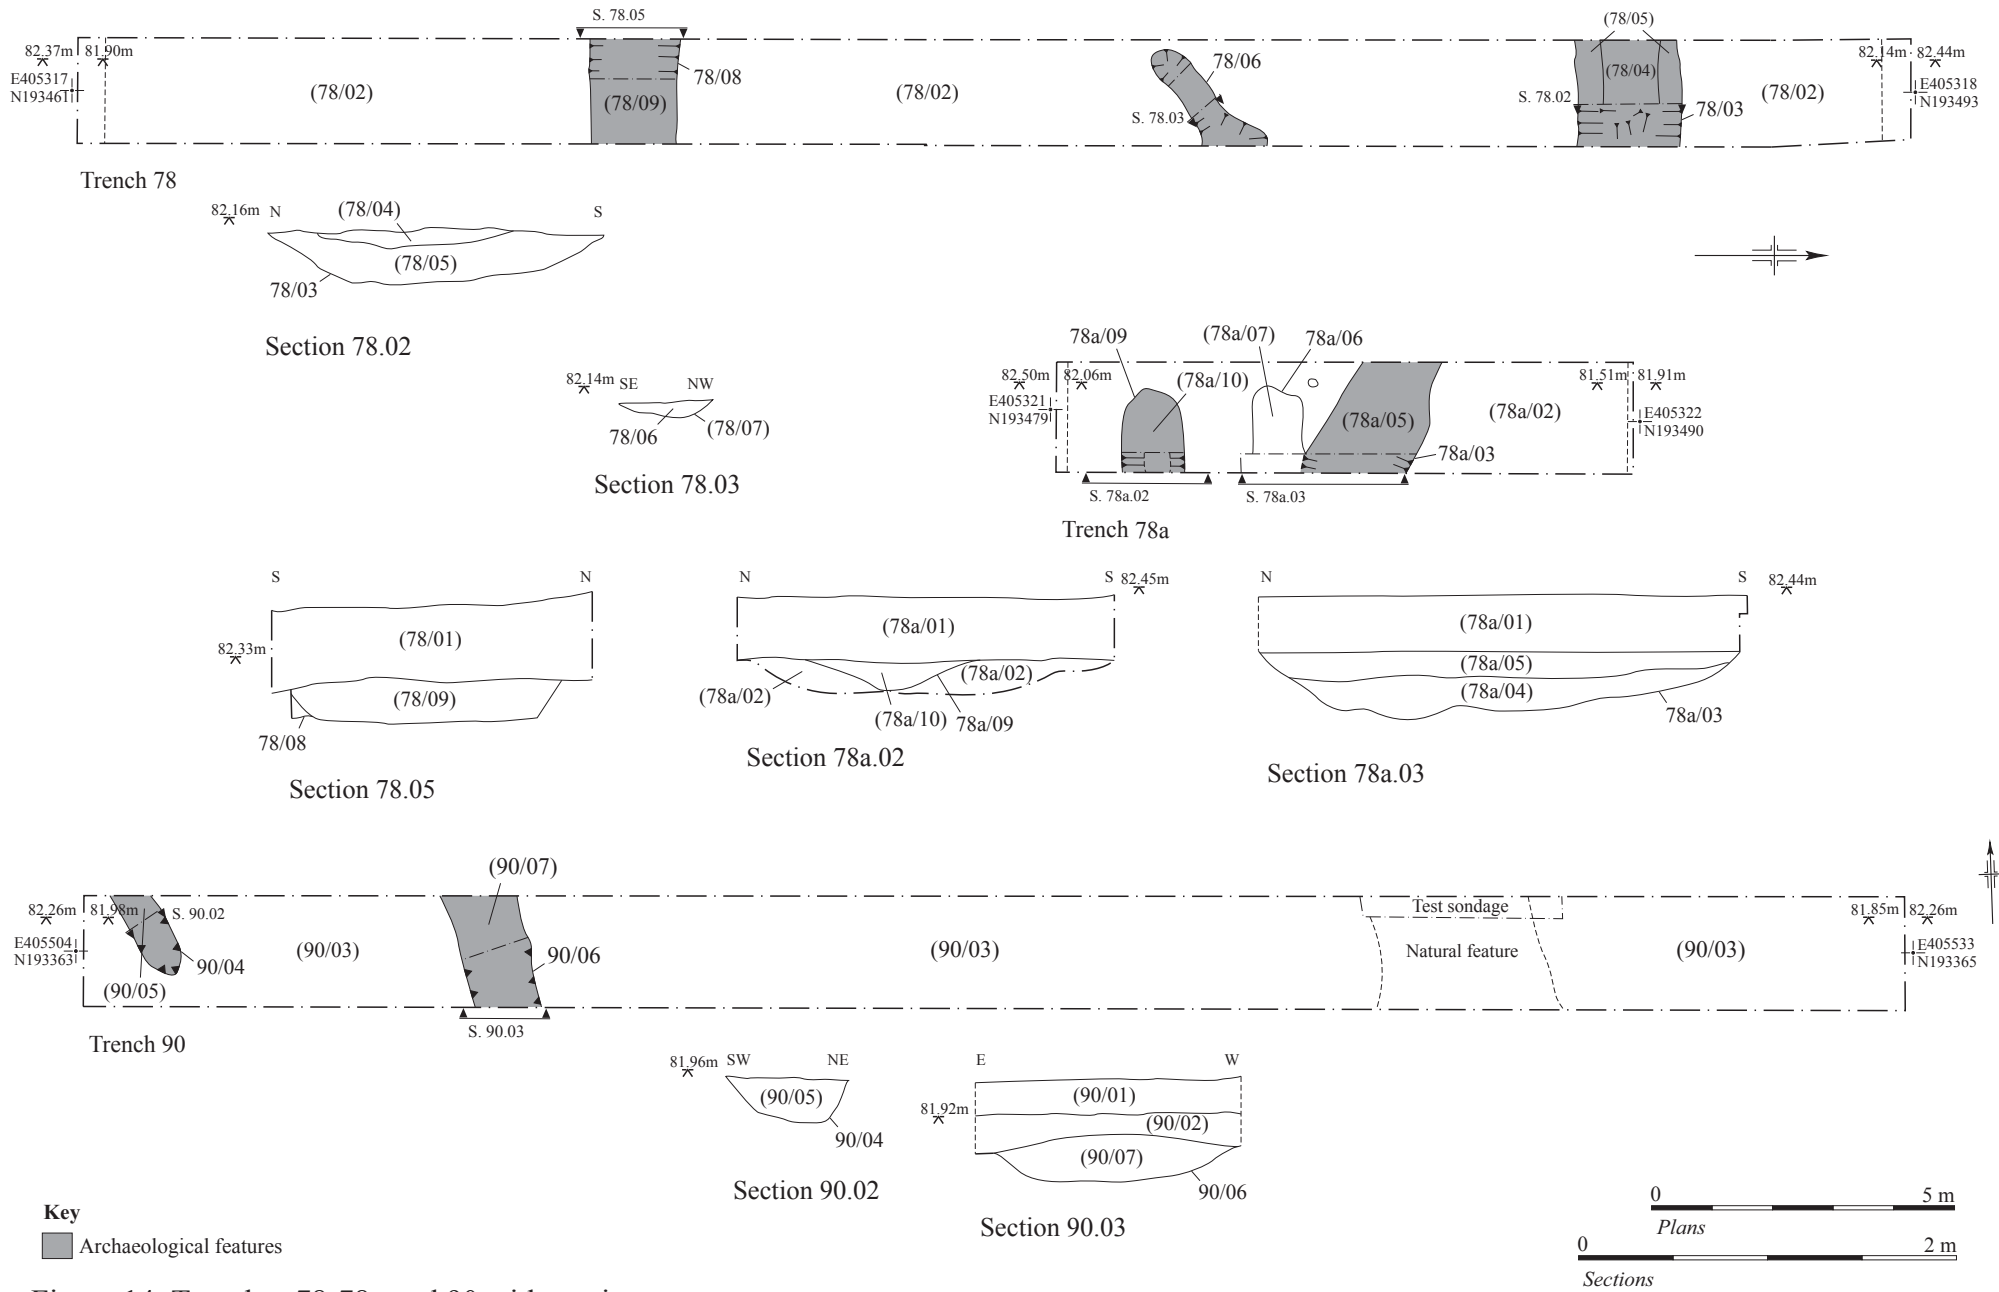 S. 78.05
(78/05)
82.37m 81.90m
82.14m 82.44m
E405317
N193461
(78/02)
78/08
(78/09)
(78/02)
78/06
S. 78.03
(78/04)
S. 78.02
78/03
(78/02)
E405318
N193493
Trench 78
82.16m N
(78/04)
S
(78/05)
78/03
Section 78.02
82.14m SE
NW
78/06
(78/07)
Section 78.03
78a/09
(78a/07)
78a/06
82.50m 82.06m
(78a/10)
81.51m 81.91m
E405321
N193479
(78a/05)
(78a/02)
E405322
N193490
78a/03
S. 78a.02
S. 78a.03
Trench 78a
S
N
(78/01)
82.33m
(78/09)
78/08
Section 78.05
N
S 82.45m
(78a/01)
(78a/02)
(78a/02)
(78a/10)
78a/09
Section 78a.02
N
S
82.44m
(78a/01)
(78a/05)
(78a/04)
78a/03
Section 78a.03
(90/07)
82.26m 81.98m
S. 90.02
Test sondage
81.85m 82.26m
E405504
N193363
(90/03)
90/04
(90/05)
90/06
(90/03)
Natural feature
(90/03)
E405533
N193365
S. 90.03
Trench 90
81.96m SW
NE
(90/05)
90/04
Section 90.02
E
W
(90/01)
81.92m
(90/02)
(90/07)
90/06
Section 90.03
Key
Archaeological features
0
5 m
Plans
0
2 m
Sections